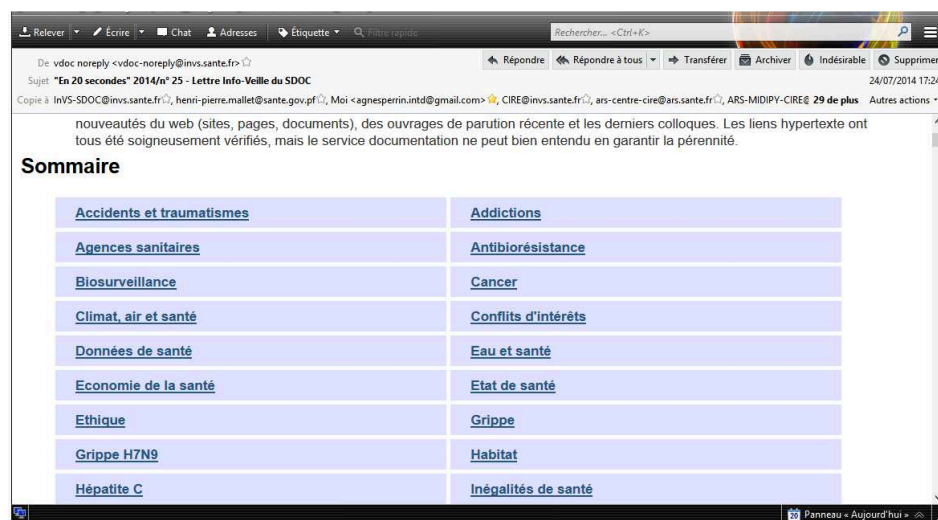 Relever Écrire Chat Adresses Étiquette Filtre rapide Rechercher... <Ctrl+K>
De vdoc noreply <vdoc-noreply@invs.sante.fr> Répondre Répondre à tous Transférer Archiver Indésirable Supprimer
Sujet "En 20 secondes" 2014/n° 25 - Lettre Info-Veille du SDOC 24/07/2014 17:24
Copie à InVS-SDOC@invs.sante.fr, henri-pierre.mallet@sante.gov.pf, Moi <agnesperrin.intd@gmail.com>, CIRE@invs.sante.fr, ars-centre-cire@ars.sante.fr, ARS-MIDIPY-CIRE@ 29 de plus Autres actions
nouveautés du web (sites, pages, documents), des ouvrages de parution récente et les derniers colloques. Les liens hypertexte ont
tous été soigneusement vérifiés, mais le service documentation ne peut bien entendu en garantir la pérennité.
Sommaire
Accidents et traumatismes Addictions
Agences sanitaires Antibiorésistance
Biosurveillance Cancer
Climat, air et santé Conflits d'intérêts
Données de santé Eau et santé
Economie de la santé Etat de santé
Ethique Grippe
Grippe H7N9 Habitat
Hépatite C Inégalités de santé
20 Panneau « Aujourd'hui »